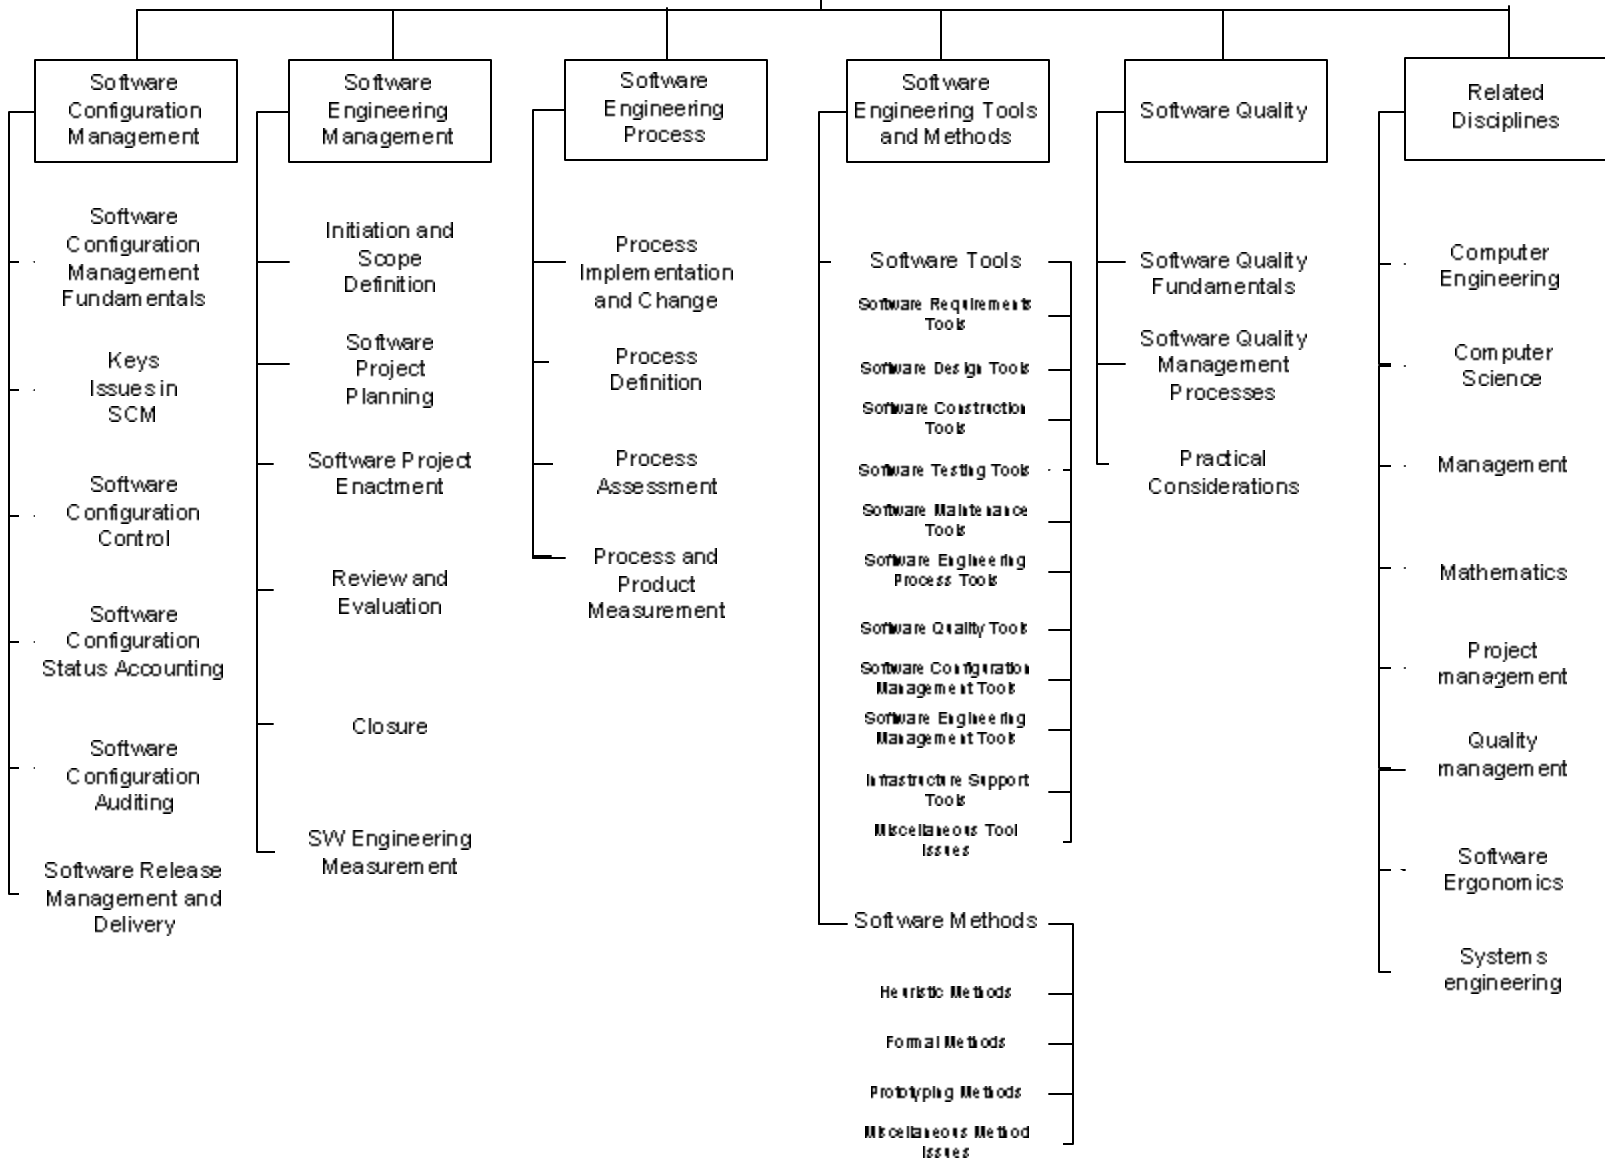 Software
Configuration
Management
Software
Configuration
Management
Fundamentals
Keys
Issues in
SCM
Software
Configuration
Control
Software
Configuration
Status Accounting
Software
Configuration
Auditing
Software Release
Management and
Delivery
Software
Engineering
Management
Initiation and
Scope
Definition
Software
Project
Planning
Software Project
Enactment
Review and
Evaluation
Closure
SW Engineering
Measurement
Software
Engineering
Process
Process
Implementation
and Change
Process
Definition
Process
Assessment
Process and
Product
Measurement
Software
Engineering Tools
and Methods
Software Tools
Software Requirements
Tools
Software Design Tools
Software Construction
Tools
Software Testing Tools
Software Maintenance
Tools
Software Engineering
Process Tools
Software Quality Tools
Software Configuration
Management Tools
Software Engineering
Management Tools
Infrastructure Support
Tools
Miscellaneous Tool
Issues
Software Methods
Heuristic Methods
Formal Methods
Prototyping Methods
Miscellaneous Method
Issues
Software Quality
Software Quality
Fundamentals
Software Quality
Management
Processes
Practical
Considerations
Related
Disciplines
Computer
Engineering
Computer
Science
Management
Mathematics
Project
management
Quality
management
Software
Ergonomics
Systems
engineering